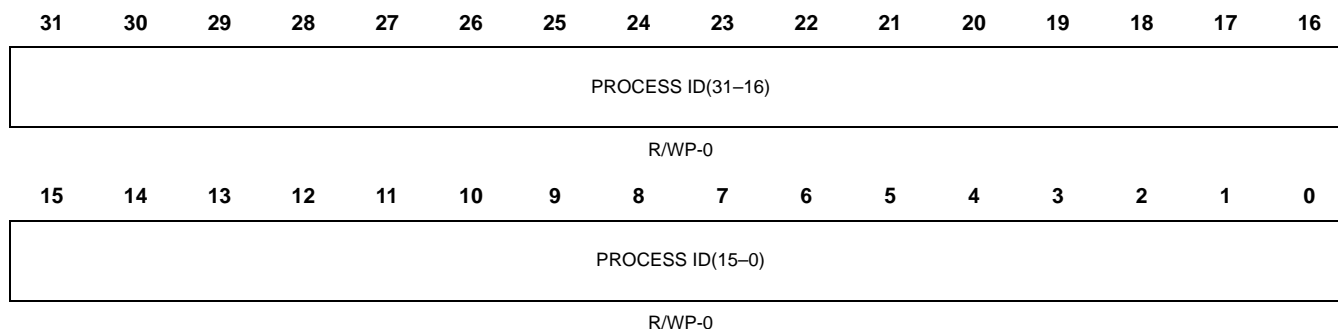 31 30 29 28 27 26 25 24 23 22 21 20 19 18 17 16
PROCESS ID(31–16)
R/WP-0
15 14 13 12 11 10 9 8 7 6 5 4 3 2 1 0
PROCESS ID(15–0)
R/WP-0